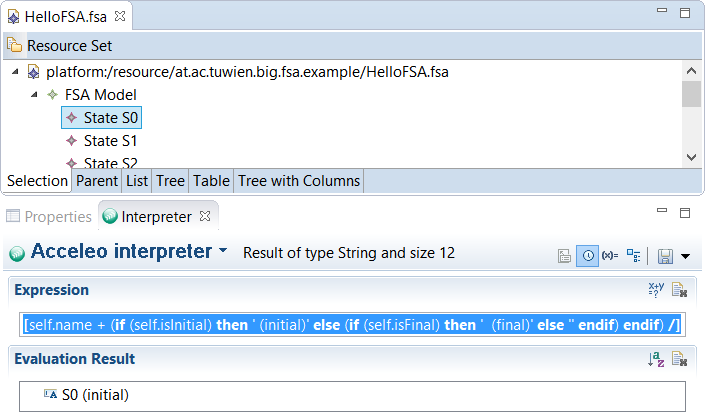 HelloFSA.fsa
Resource Set
platform:/resource/at.ac.tuwien.big.fsa.example/HelloFSA.fsa
FSA Model
State S0
State S1
State S2
Selection Parent List Tree Table Tree with Columns
Properties Interpreter
Acceleo interpreter Result of type String and size 12 (x)=
Expression x+y =?
[self.name + (if (self.isInitial) then ' (initial)' else (if (self.isFinal) then '  (final)' else '' endif) endif) /]
Evaluation Result a z
A S0 (initial)